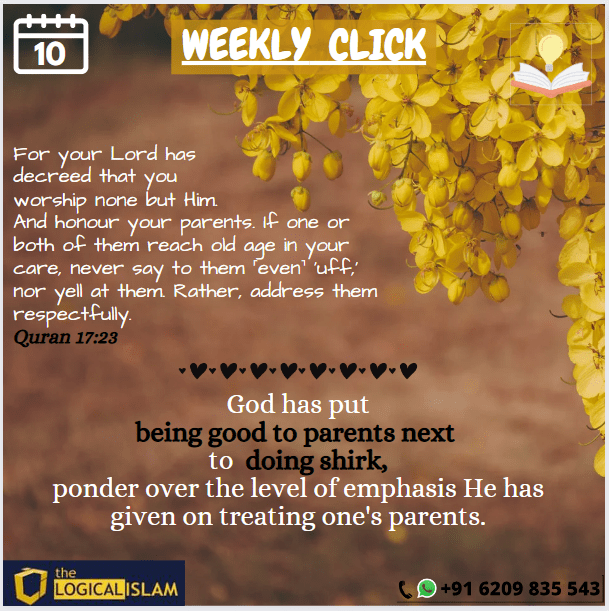 10
WEEKLY CLICK
For your Lord has
decreed that you
worship none but Him.
And honour your parents. If one or
both of them reach old age in your
care, never say to them ˹even˺ ‘uff,’
nor yell at them. Rather, address them
respectfully.
Quran 17:23
God has put
being good to parents next
to doing shirk,
ponder over the level of emphasis He has
given on treating one's parents.
the
LOGICALISLAM
+91 6209 835 543